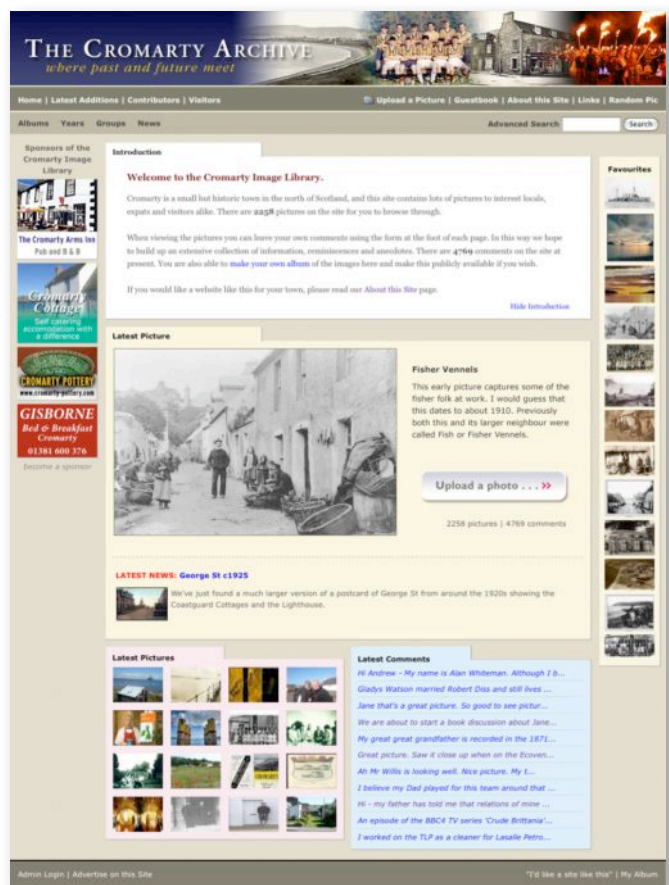 THE CROMARTY ARCHIVE
where past and future meet
Home | Latest Additions | Contributors | Visitors
Upload a Picture | Guestbook | About this Site | Links | Random Pic
Albums Years Groups News
Advanced Search
Search
Sponsors of the
Cromarty Image
Library
The Cromarty Arms Inn
Pub and B & B
Cromarty
Cottage
Self catering
accomodation with
a difference
CROMARTY POTTERY
www.cromarty-pottery.com
GISBORNE
Bed & Breakfast
Cromarty
01381 600 376
become a sponsor
Introduction
Welcome to the Cromarty Image Library.
Cromarty is a small but historic town in the north of Scotland, and this site contains lots of pictures to interest locals,
expats and visitors alike. There are 2258 pictures on the site for you to browse through.
When viewing the pictures you can leave your own comments using the form at the foot of each page. In this way we hope
to build up an extensive collection of information, reminiscences and anecdotes. There are 4769 comments on the site at
present. You are also able to make your own album of the images here and make this publicly available if you wish.
If you would like a website like this for your town, please read our About this Site page.
Hide Introduction
Latest Picture
Fisher Vennels
This early picture captures some of the
fisher folk at work. I would guess that
this dates to about 1910. Previously
both this and its larger neighbour were
called Fish or Fisher Vennels.
Upload a photo . . . »
2258 pictures | 4769 comments
LATEST NEWS: George St c1925
We've just found a much larger version of a postcard of George St from around the 1920s showing the
Coastguard Cottages and the Lighthouse.
Latest Pictures
Latest Comments
Hi Andrew - My name is Alan Whiteman. Although I b...
Gladys Watson married Robert Diss and still lives ...
Jane that's a great picture. So good to see pictur...
We are about to start a book discussion about Jane...
My great great grandfather is recorded in the 1871...
Great picture. Saw it close up when on the Ecoven...
Ah Mr Willis is looking well. Nice picture. My t...
I believe my Dad played for this team around that ...
Hi - my father has told me that relations of mine ...
An episode of the BBC4 TV series 'Crude Brittania'...
I worked on the TLP as a cleaner for Lasalle Petro...
Favourites
Admin Login | Advertise on this Site
"I'd like a site like this" | My Album